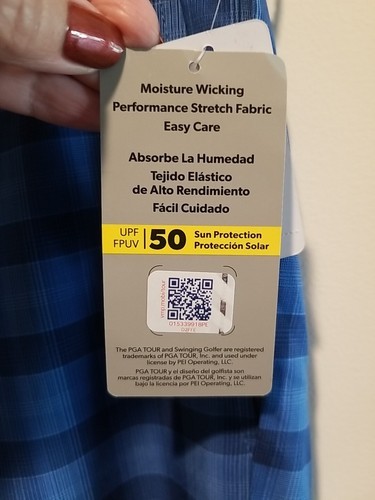 Moisture Wicking
Performance Stretch Fabric
Easy Care
Absorbe La Humedad
Tejido Elástico
de Alto Rendimiento
Fácil Cuidado
UPF
FPUV
50
Sun Protection
Protección Solar
The PGA TOUR and Swinging Golfer are registered
trademarks of PGA TOUR, Inc. and used under
license by PEI Operating, LLC.
PGA TOUR y el diseño del golfista son
marcas registradas de PGA TOUR, Inc. y se utilizan
bajo la licencia por PEI Operating, LLC.